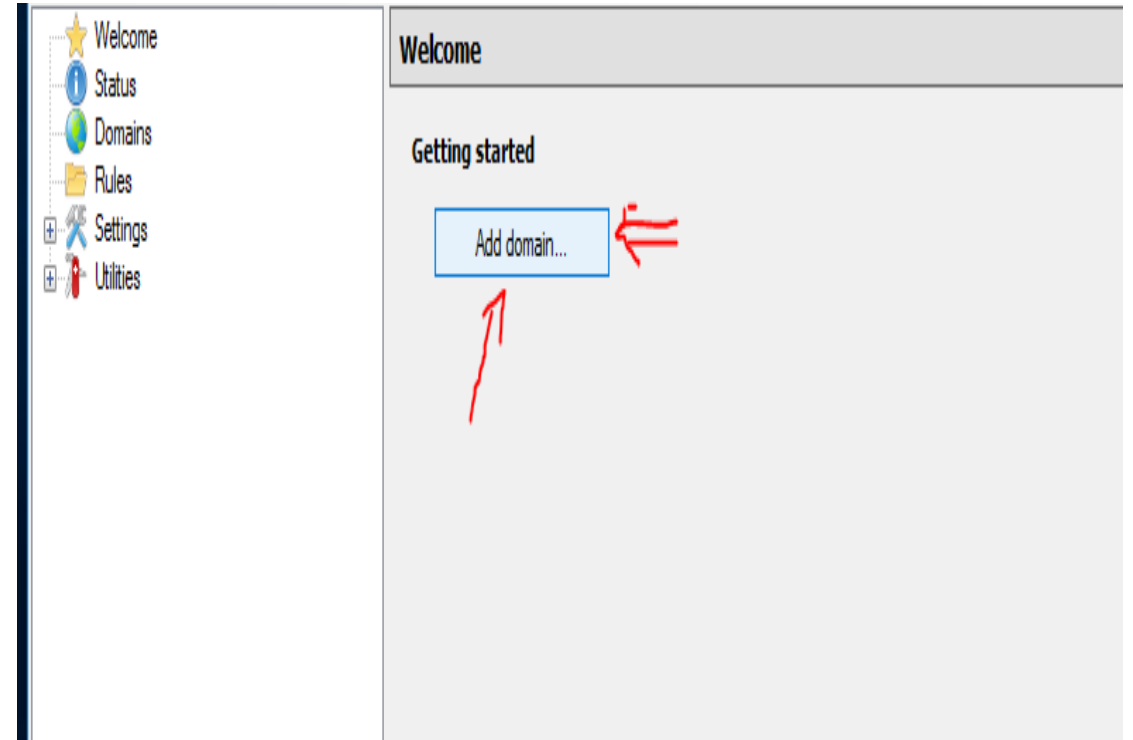 Welcome
Status
Domains
Rules
Settings
Utilities
Welcome
Getting started
Add domain...